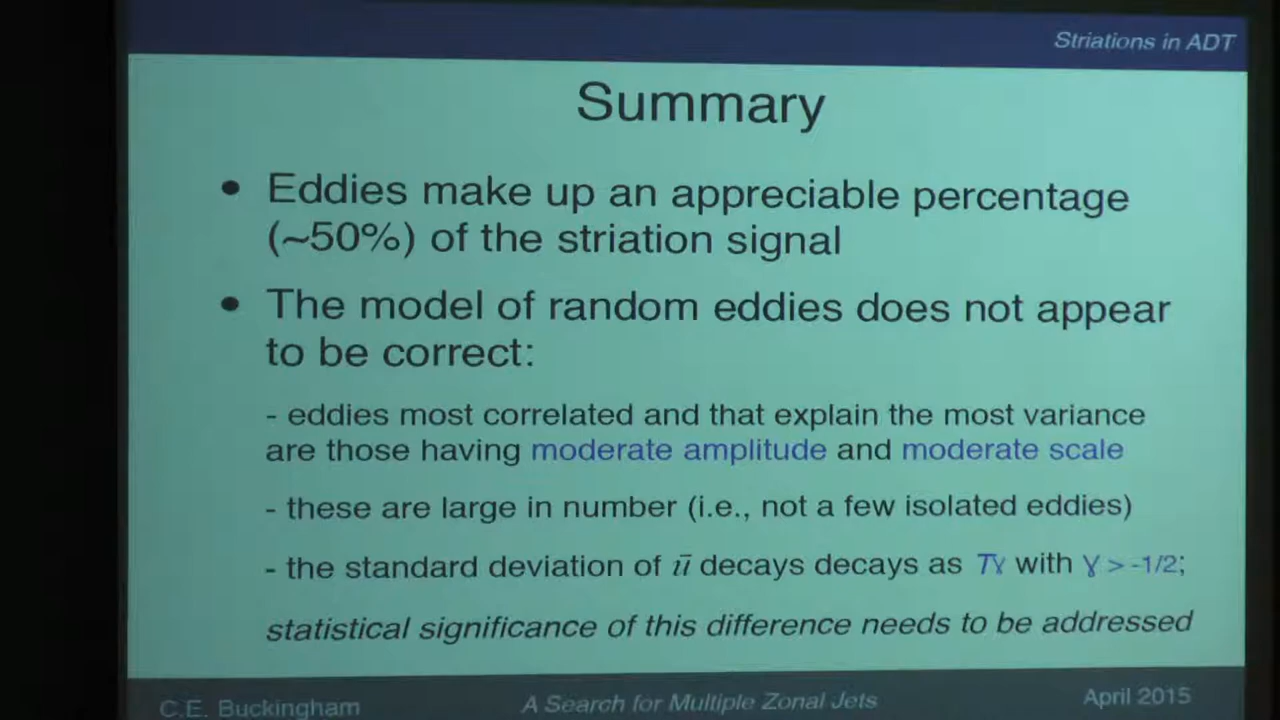 Striations in ADT
Summary
• Eddies make up an appreciable percentage
(~50%) of the striation signal
• The model of random eddies does not appear
to be correct:
- eddies most correlated and that explain the most variance
are those having moderate amplitude and moderate scale
- these are large in number (i.e., not a few isolated eddies)
- the standard deviation of ū decays decays as Tɣ with ɣ > -1/2;
statistical significance of this difference needs to be addressed
C.E. Buckingham A Search for Multiple Zonal Jets April 2015